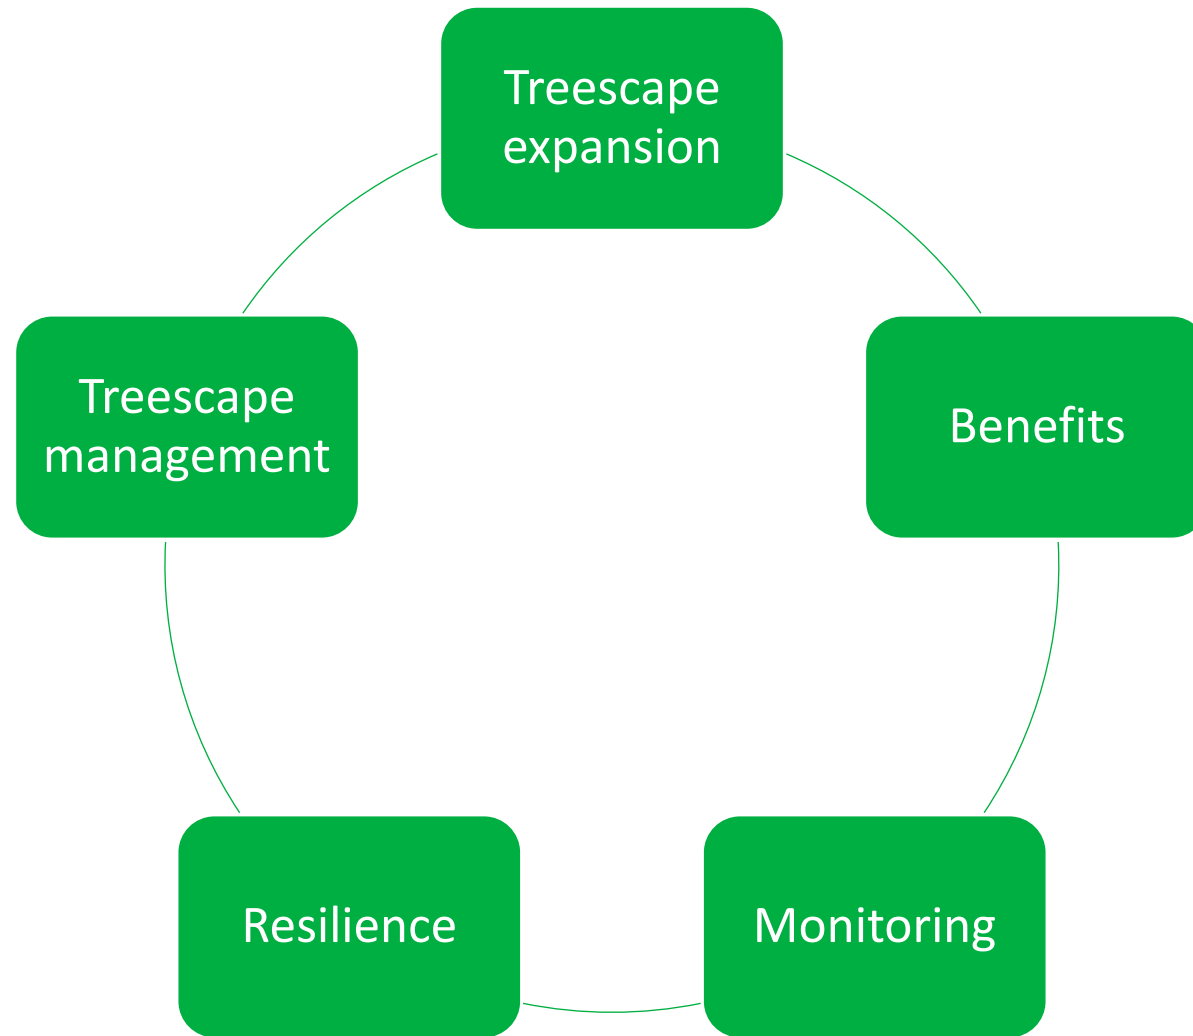 Treescape
expansion
Benefits
Monitoring
Resilience
Treescape
management